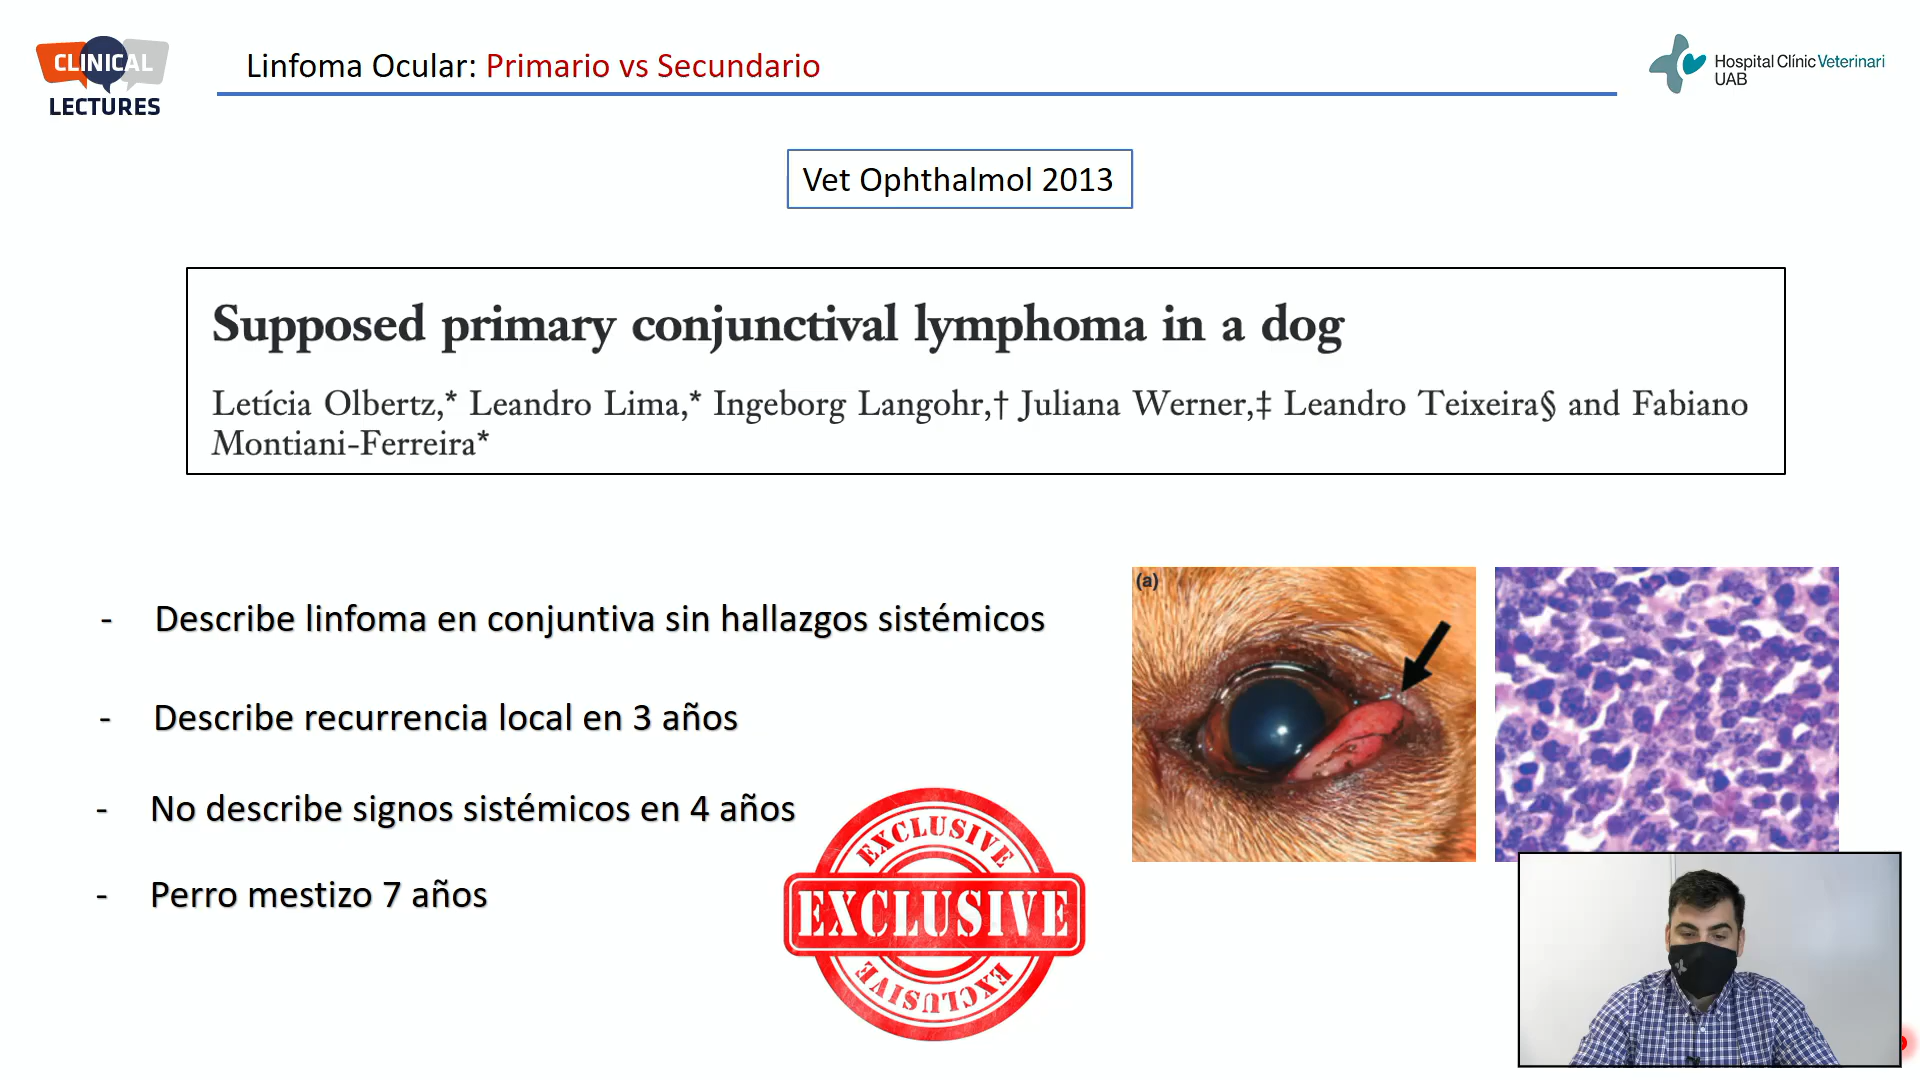 CLINICAL
LECTURES
Linfoma Ocular: Primario vs Secundario
Hospital Clínic Veterinari
UAB
Vet Ophthalmol 2013
Supposed primary conjunctival lymphoma in a dog
Letícia Olbertz,* Leandro Lima,* Ingeborg Langohr,† Juliana Werner,‡ Leandro Teixeira§ and Fabiano
Montiani-Ferreira*
- Describe linfoma en conjuntiva sin hallazgos sistémicos
- Describe recurrencia local en 3 años
- No describe signos sistémicos en 4 años
- Perro mestizo 7 años
(a)
EXCLUSIVE
EXCLUSIVE
EXCLUSIVE